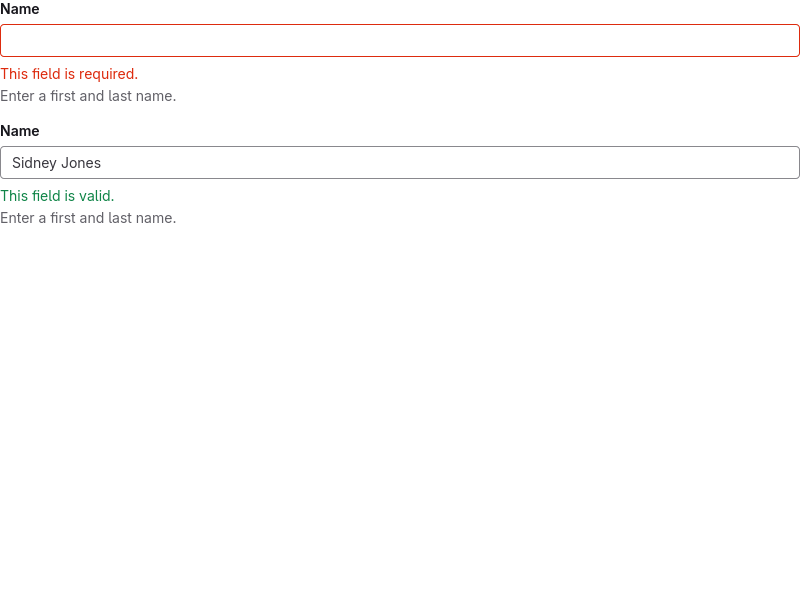 Name
This field is required.
Enter a first and last name.
Name
Sidney Jones
This field is valid.
Enter a first and last name.